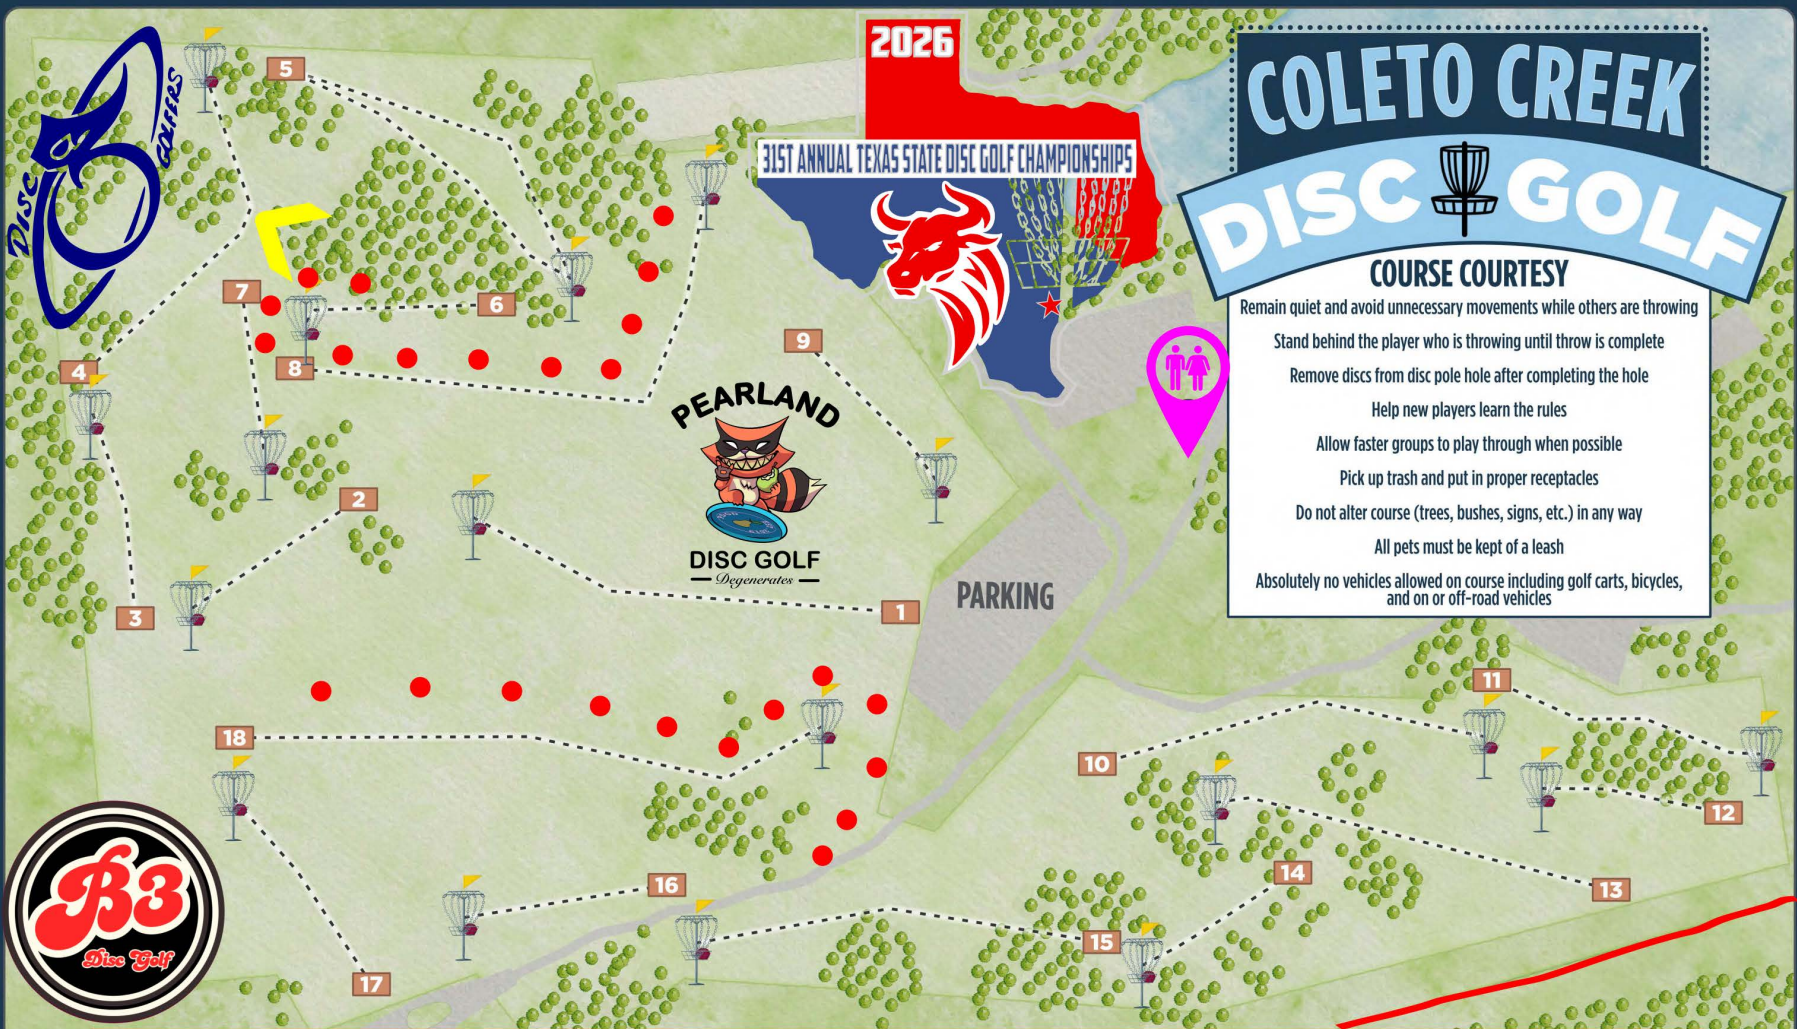 2026
31ST ANNUAL TEXAS STATE DISC GOLF CHAMPIONSHIPS
COLETO CREEK
DISC GOLF
COURSE COURTESY
Remain quiet and avoid unnecessary movements while others are throwing
Stand behind the player who is throwing until throw is complete
Remove discs from disc pole hole after completing the hole
Help new players learn the rules
Allow faster groups to play through when possible
Pick up trash and put in proper receptacles
Do not alter course (trees, bushes, signs, etc.) in any way
All pets must be kept of a leash
Absolutely no vehicles allowed on course including golf carts, bicycles,
and on or off-road vehicles
DISC
GOLFERS
5
7
6
4
8
9
PEARLAND
DISC GOLF
Degenerates
2
3
1
PARKING
18
10
11
12
13
14
15
16
17
B3
Disc Golf